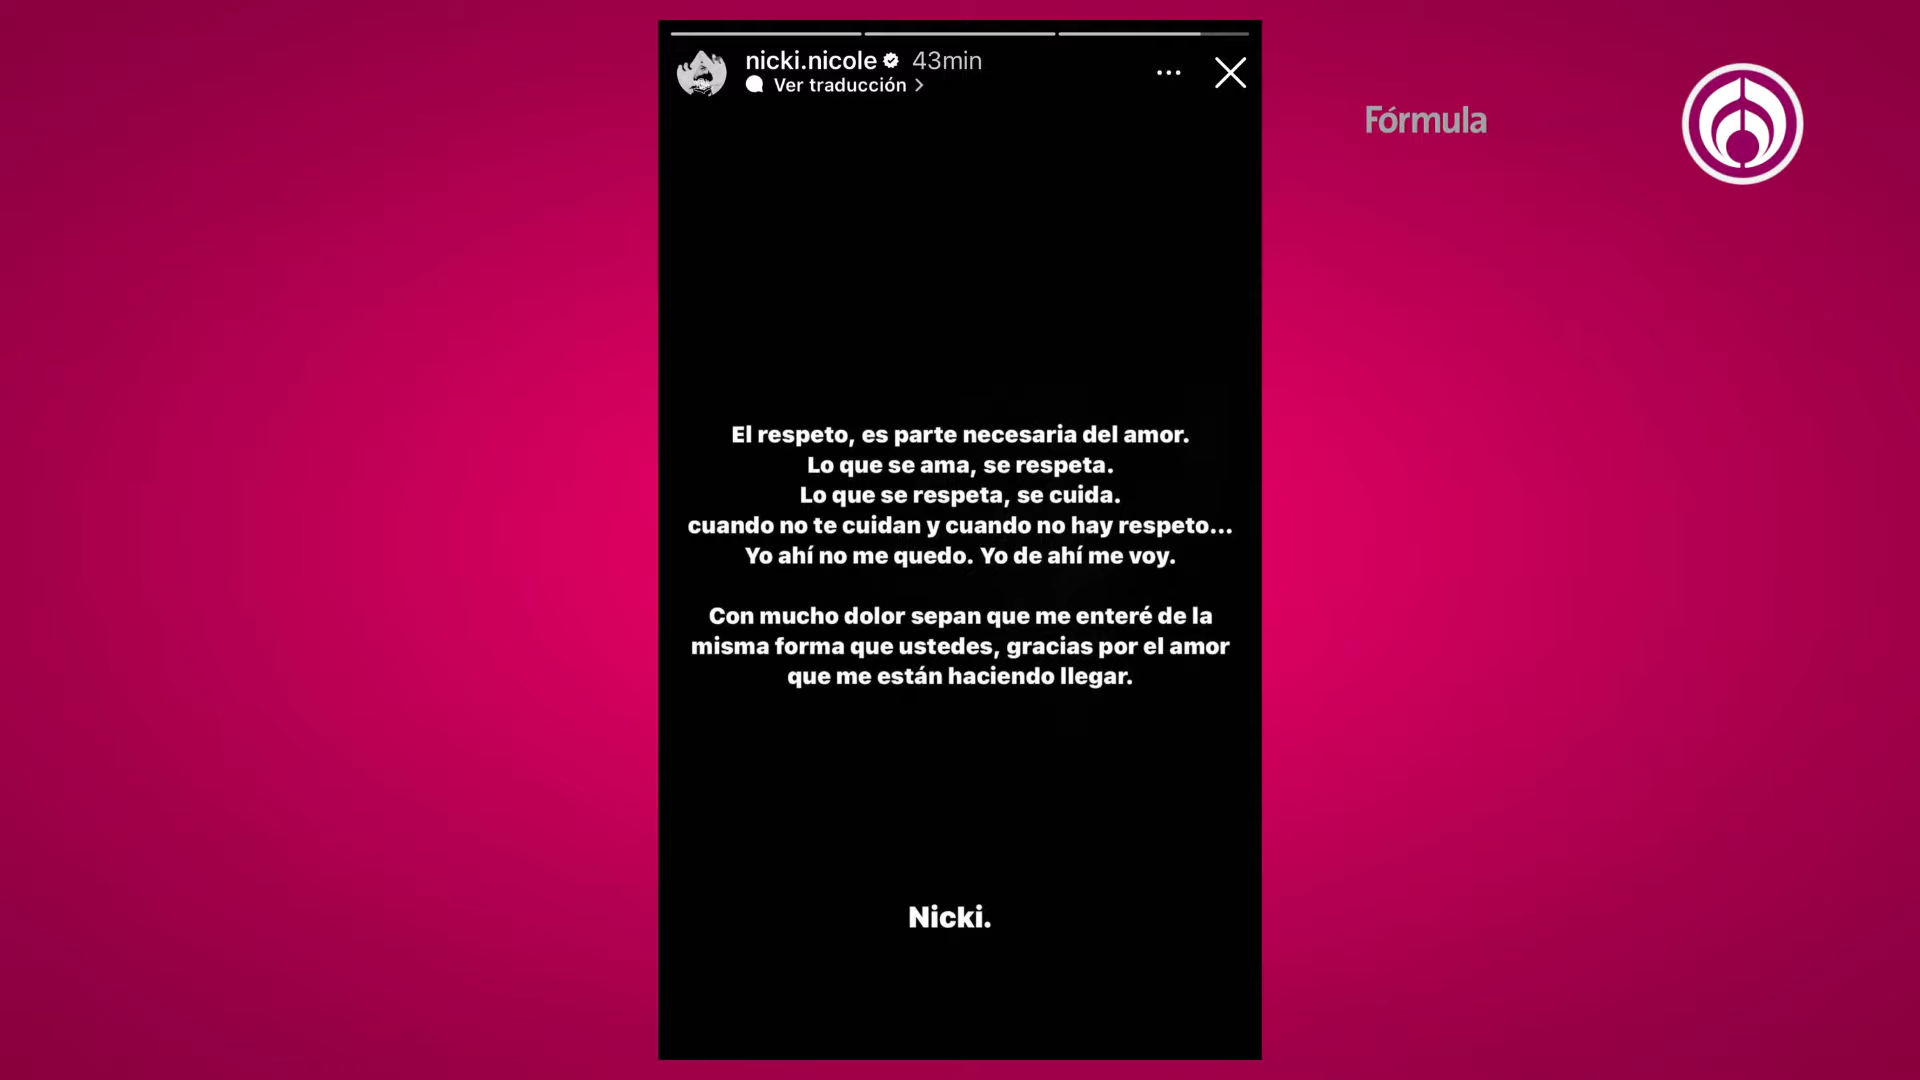 nicki.nicole 43min
Ver traducción
Fórmula
El respeto, es parte necesaria del amor.
Lo que se ama, se respeta.
Lo que se respeta, se cuida.
cuando no te cuidan y cuando no hay respeto...
Yo ahí no me quedo. Yo de ahí me voy.
Con mucho dolor sepan que me enteré de la
misma forma que ustedes, gracias por el amor
que me están haciendo llegar.
Nicki.